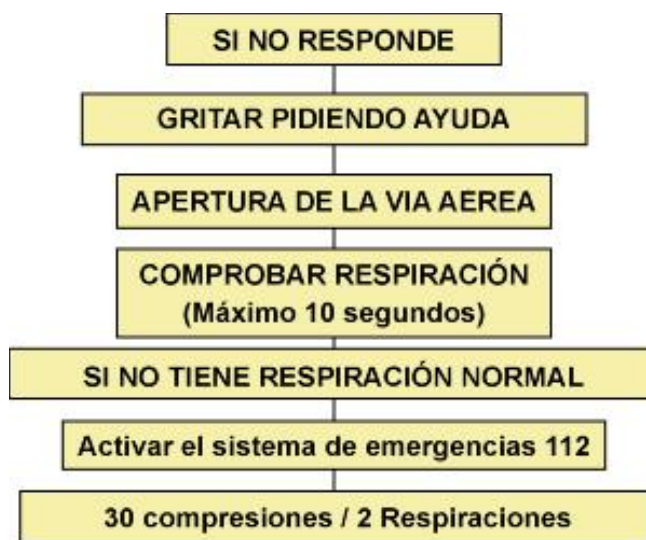 SI NO RESPONDE
GRITAR PIDIENDO AYUDA
APERTURA DE LA VIA AEREA
COMPROBAR RESPIRACIÓN
(Máximo 10 segundos)
SI NO TIENE RESPIRACIÓN NORMAL
Activar el sistema de emergencias 112
30 compresiones / 2 Respiraciones